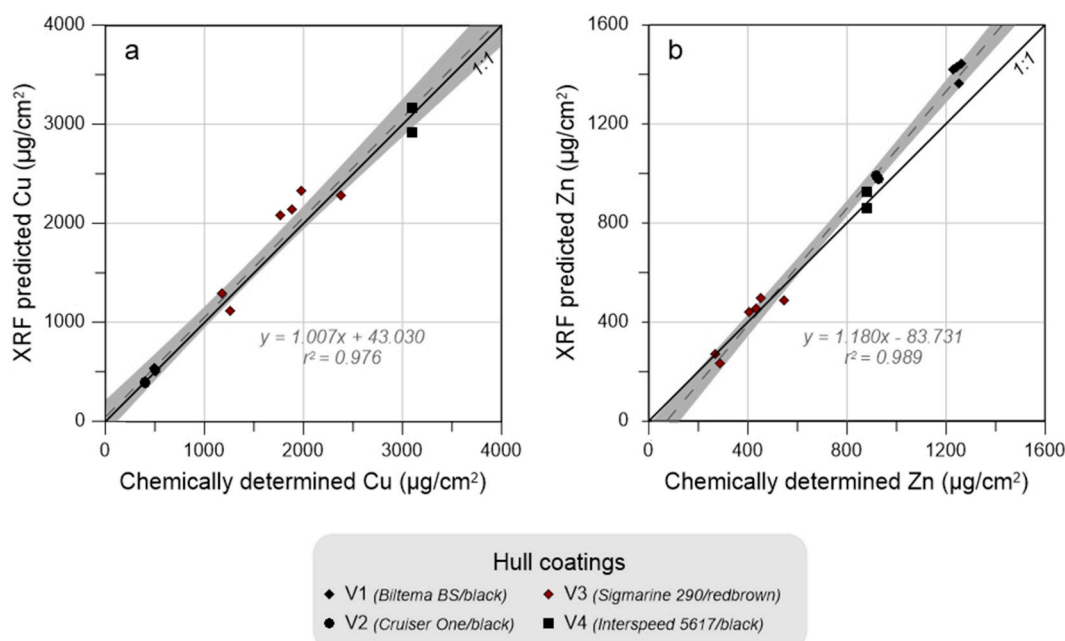 a
XRF predicted Cu (µg/cm²)
4000
3000
2000
1000
0
1:1
y = 1.007x + 43.030
r² = 0.976
0 1000 2000 3000 4000
Chemically determined Cu (µg/cm²)
b
XRF predicted Zn (µg/cm²)
1600
1200
800
400
0
1:1
y = 1.180x - 83.731
r² = 0.989
0 400 800 1200 1600
Chemically determined Zn (µg/cm²)
Hull coatings
V1 (Biltema BS/black)
V2 (Cruiser One/black)
V3 (Sigmarine 290/redbrown)
V4 (Interspeed 5617/black)